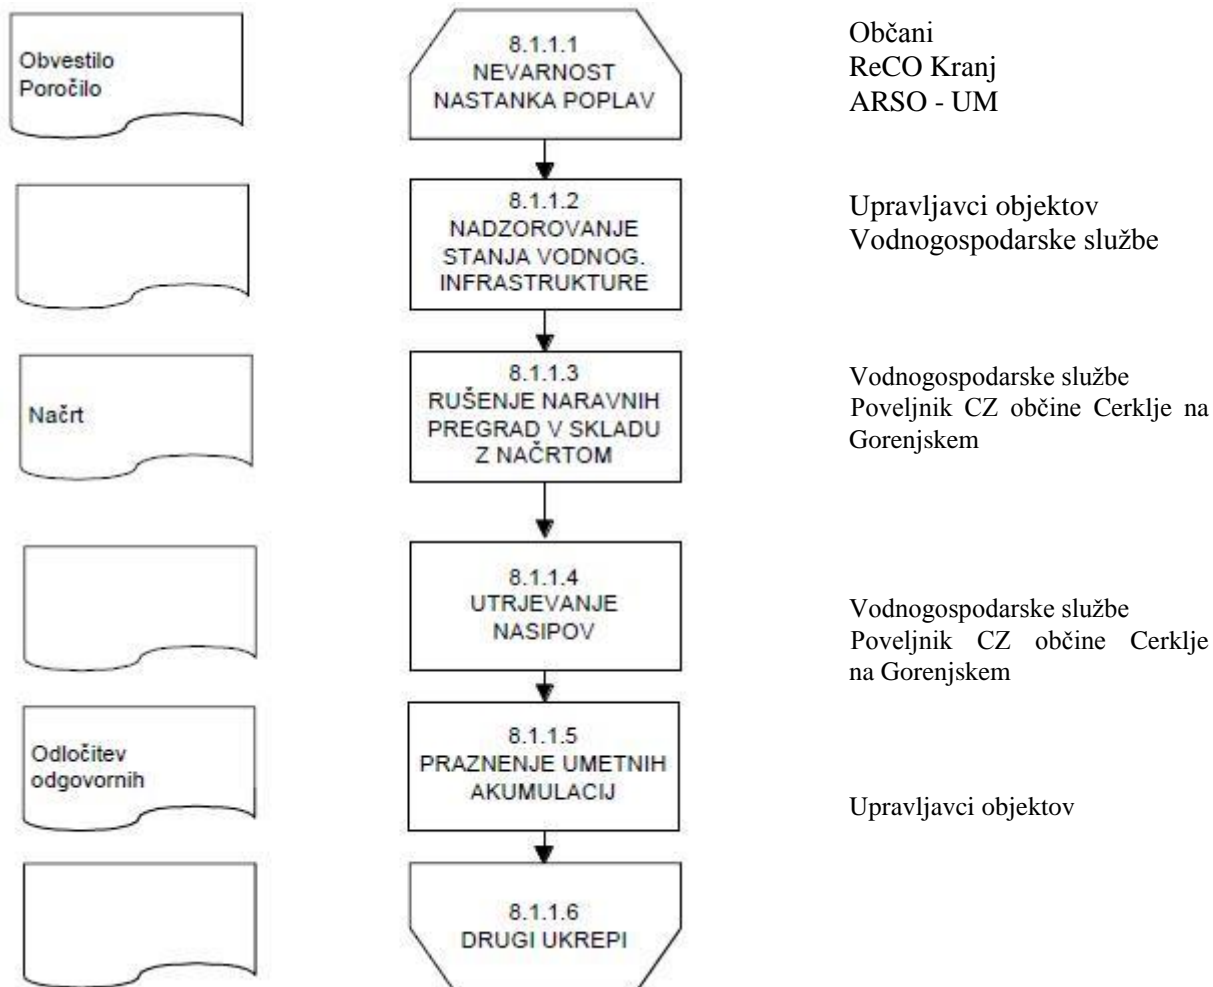 Obvestilo
Poročilo
8.1.1.1
NEVARNOST
NASTANKA POPLAV
Občani
ReCO Kranj
ARSO - UM
8.1.1.2
NADZOROVANJE
STANJA VODNOG.
INFRASTRUKTURE
Upravljavci objektov
Vodnogospodarske službe
Načrt
8.1.1.3
RUŠENJE NARAVNIH
PREGRAD V SKLADU
Z NAČRTOM
Vodnogospodarske službe
Poveljnik CZ občine Cerklje na
Gorenjskem
8.1.1.4
UTRJEVANJE
NASIPOV
Vodnogospodarske službe
Poveljnik CZ občine Cerklje
na Gorenjskem
Odločitev
odgovornih
8.1.1.5
PRAZNENJE UMETNIH
AKUMULACIJ
Upravljavci objektov
8.1.1.6
DRUGI UKREPI